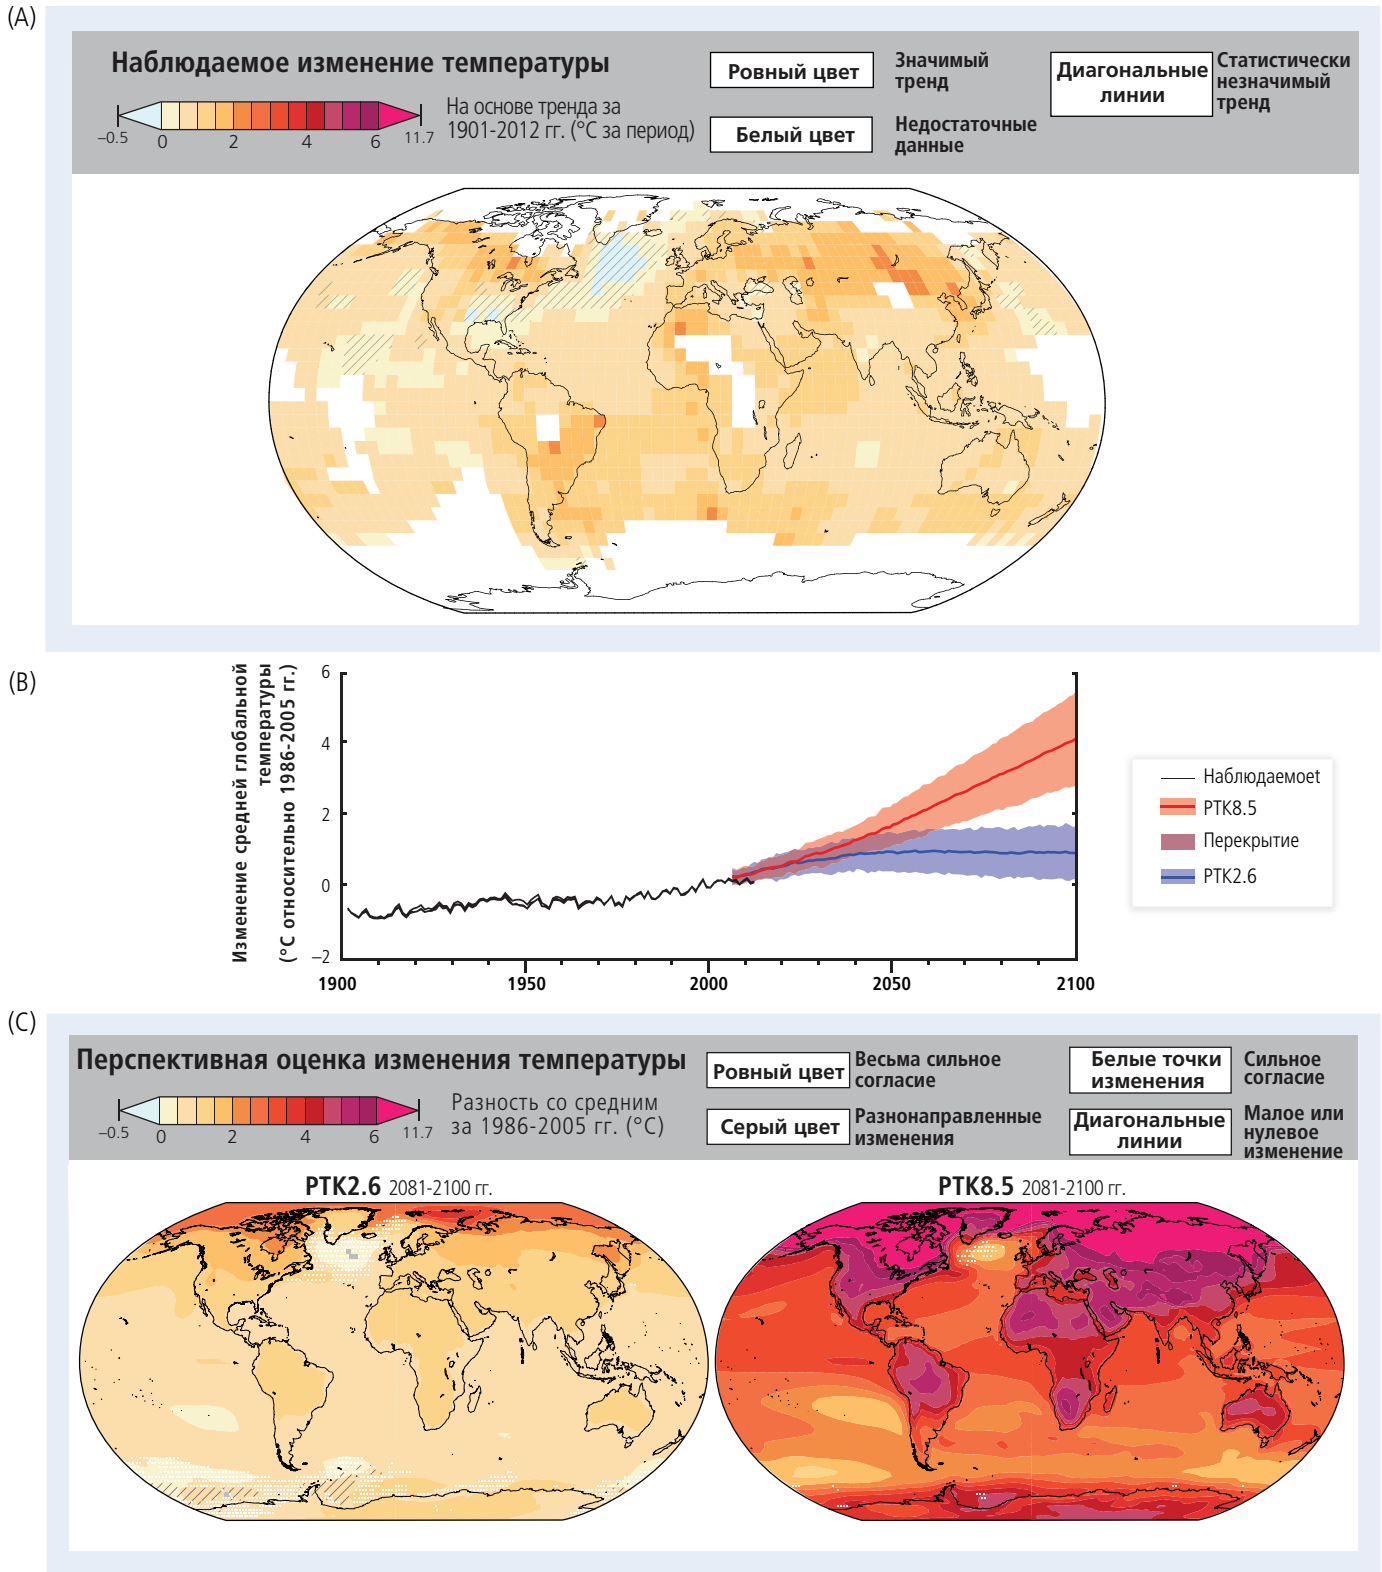 (A)
Наблюдаемое изменение температуры
–0.5 0 2 4 6 11.7
На основе тренда за
1901-2012 гг. (°C за период)
Ровный цвет
Значимый
тренд
Белый цвет
Недостаточные
данные
Диагональные
линии
Статистически
незначимый
тренд
(B)
Изменение средней глобальной
температуры
(°C относительно 1986-2005 гг.)
6
4
2
0
–2
1900 1950 2000 2050 2100
Наблюдаемоеt
РТК8.5
Перекрытие
РТК2.6
(C)
Перспективная оценка изменения температуры
–0.5 0 2 4 6 11.7
Разность со средним
за 1986-2005 гг. (°C)
Ровный цвет
Весьма сильное
согласие
Серый цвет
Разнонаправленные
изменения
Белые точки
изменения
Сильное
согласие
Диагональные
линии
Малое или
нулевое
изменение
РТК2.6 2081-2100 гг.
РТК8.5 2081-2100 гг.